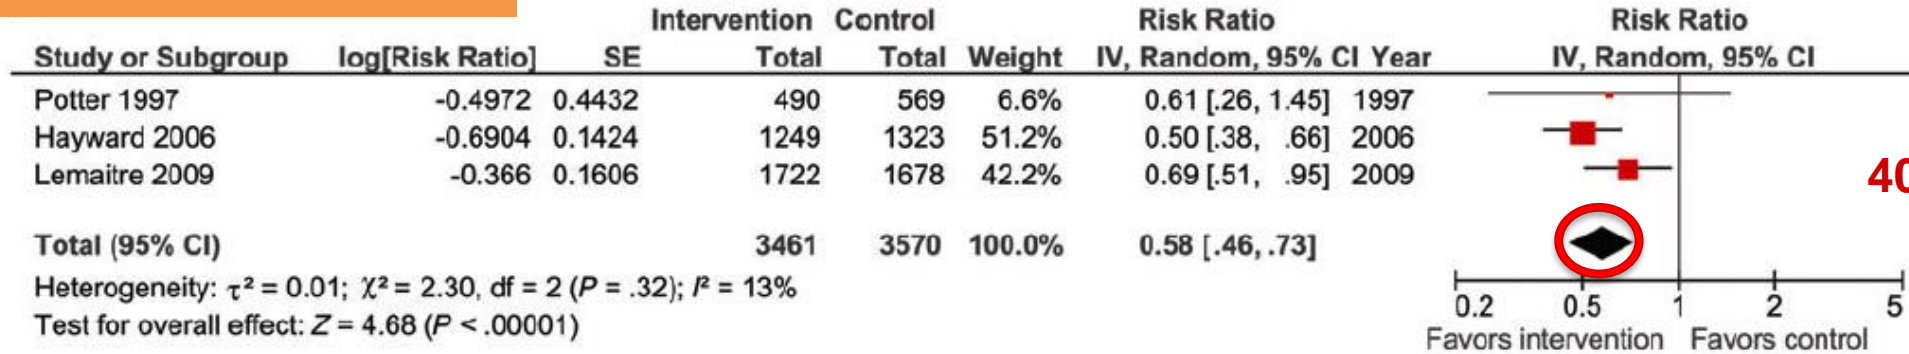 Intervention Control Risk Ratio Risk Ratio
Study or Subgroup log[Risk Ratio] SE Total Total Weight IV, Random, 95% CI Year IV, Random, 95% CI
Potter 1997 -0.4972 0.4432 490 569 6.6% 0.61 [.26, 1.45] 1997
Hayward 2006 -0.6904 0.1424 1249 1323 51.2% 0.50 [.38, .66] 2006
Lemaitre 2009 -0.366 0.1606 1722 1678 42.2% 0.69 [.51, .95] 2009
40
Total (95% CI) 3461 3570 100.0% 0.58 [.46, .73]
Heterogeneity: τ² = 0.01; χ² = 2.30, df = 2 (P = .32); I² = 13%
0.2 0.5 1 2 5
Test for overall effect: Z = 4.68 (P < .00001)
Favors intervention Favors control